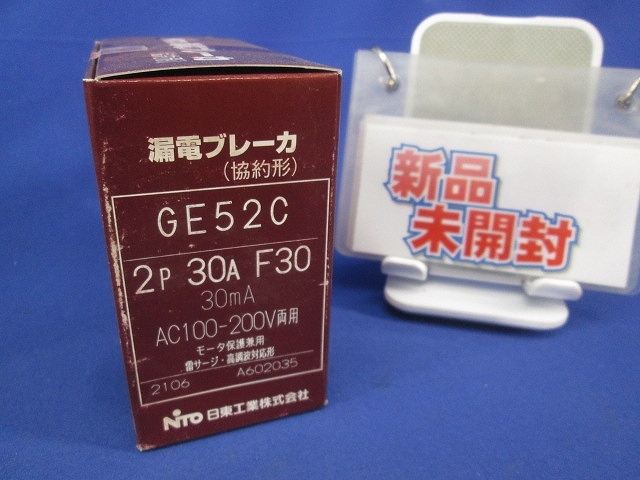 漏電ブレーカ
(協約形)
GE52C
2P 30A F30
30mA
AC100-200V両用
モータ保護兼用
雷サージ・高調波対応形
2106 A602035
NITO 日東工業株式会社
新品
未開封